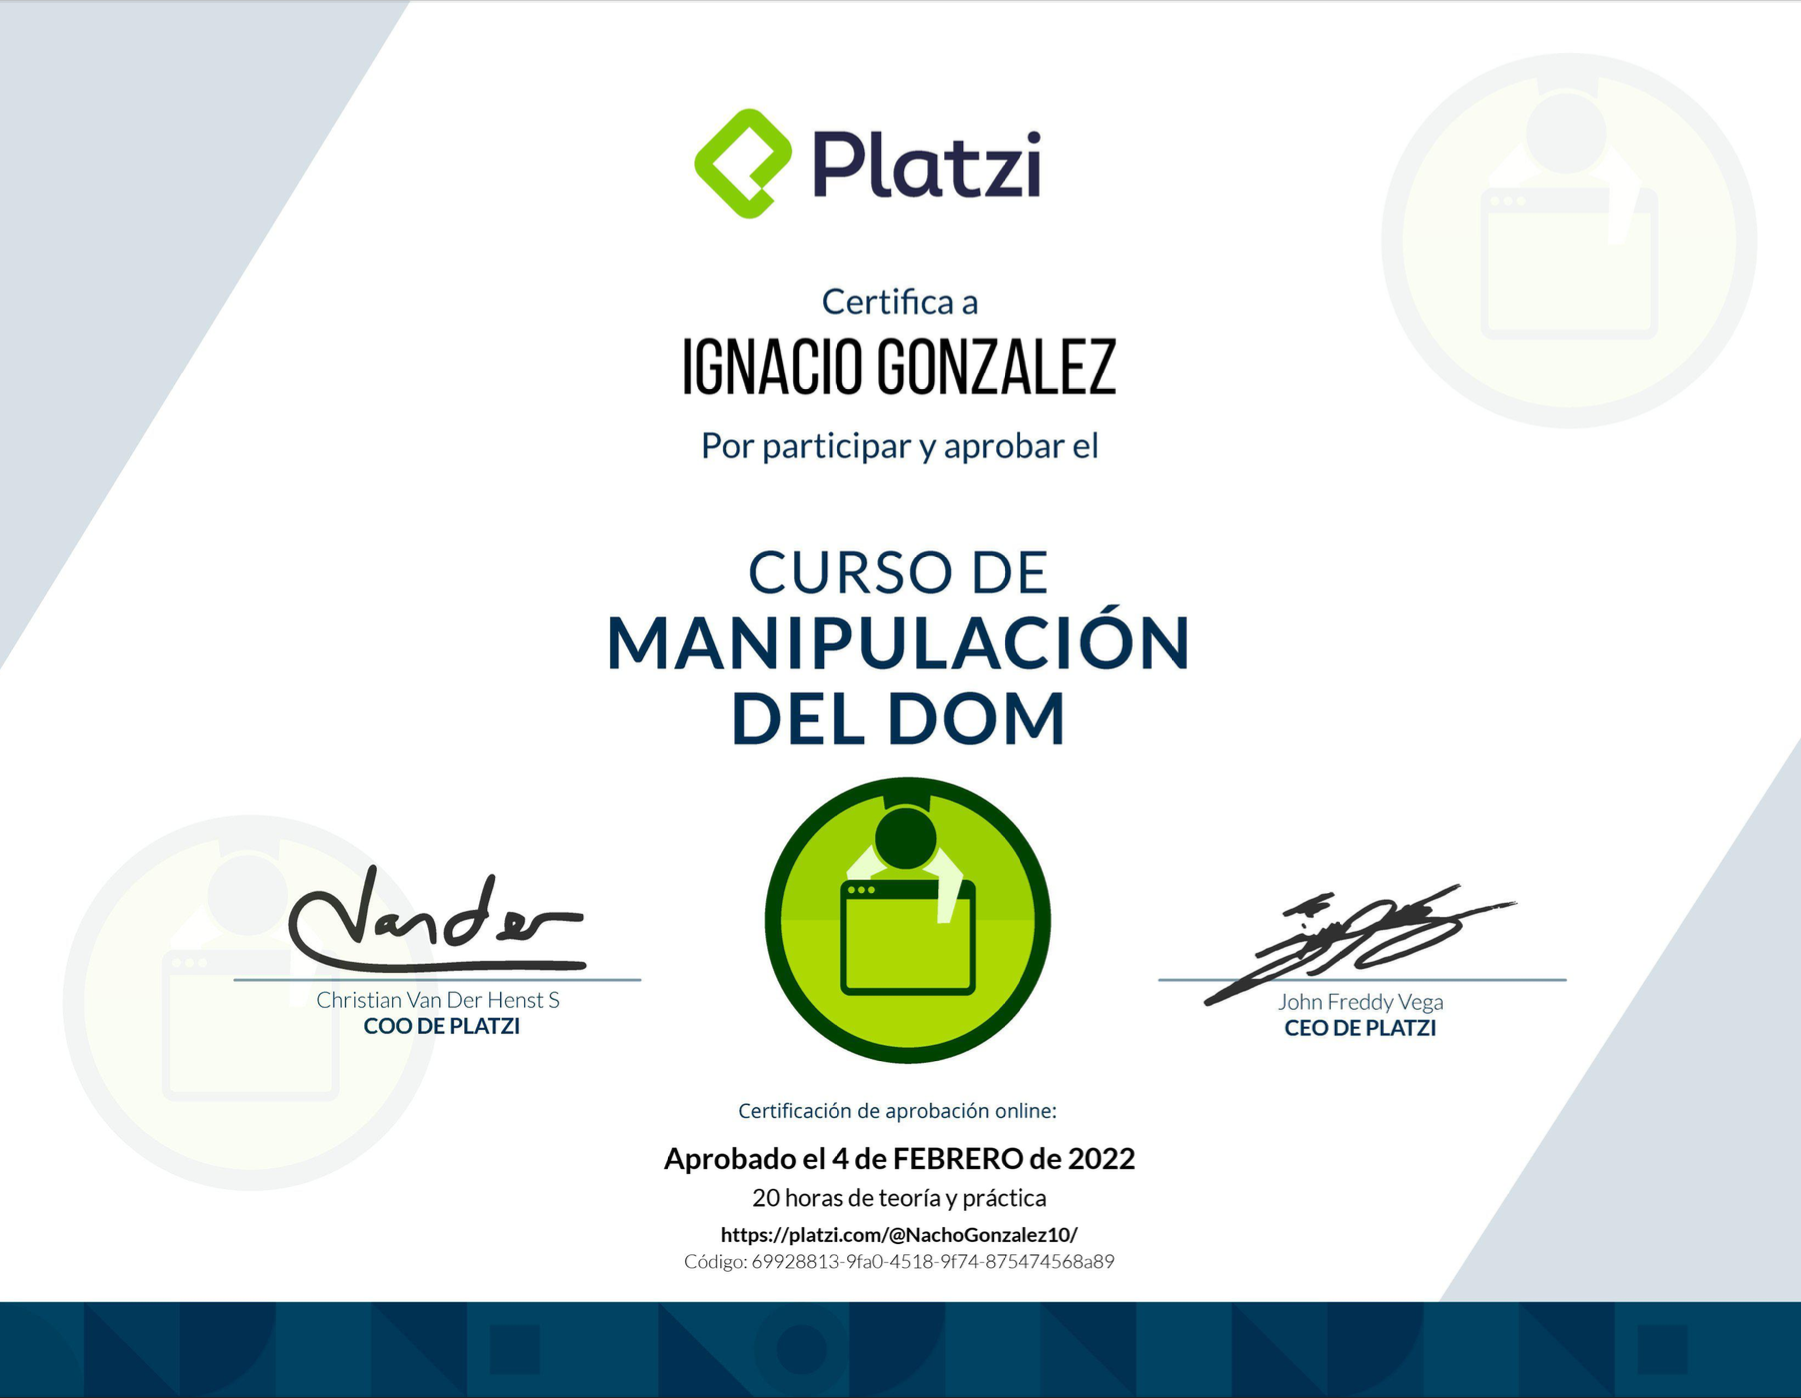 Platzi
Certifica a
IGNACIO GONZALEZ
Por participar y aprobar el
CURSO DE
MANIPULACIÓN
DEL DOM
Vander
Christian Van Der Henst S
COO DE PLATZI
John Freddy Vega
CEO DE PLATZI
Certificación de aprobación online:
Aprobado el 4 de FEBRERO de 2022
20 horas de teoría y práctica
https://platzi.com/@NachoGonzalez10/
Código: 69928813-9fa0-4518-9f74-875474568a89